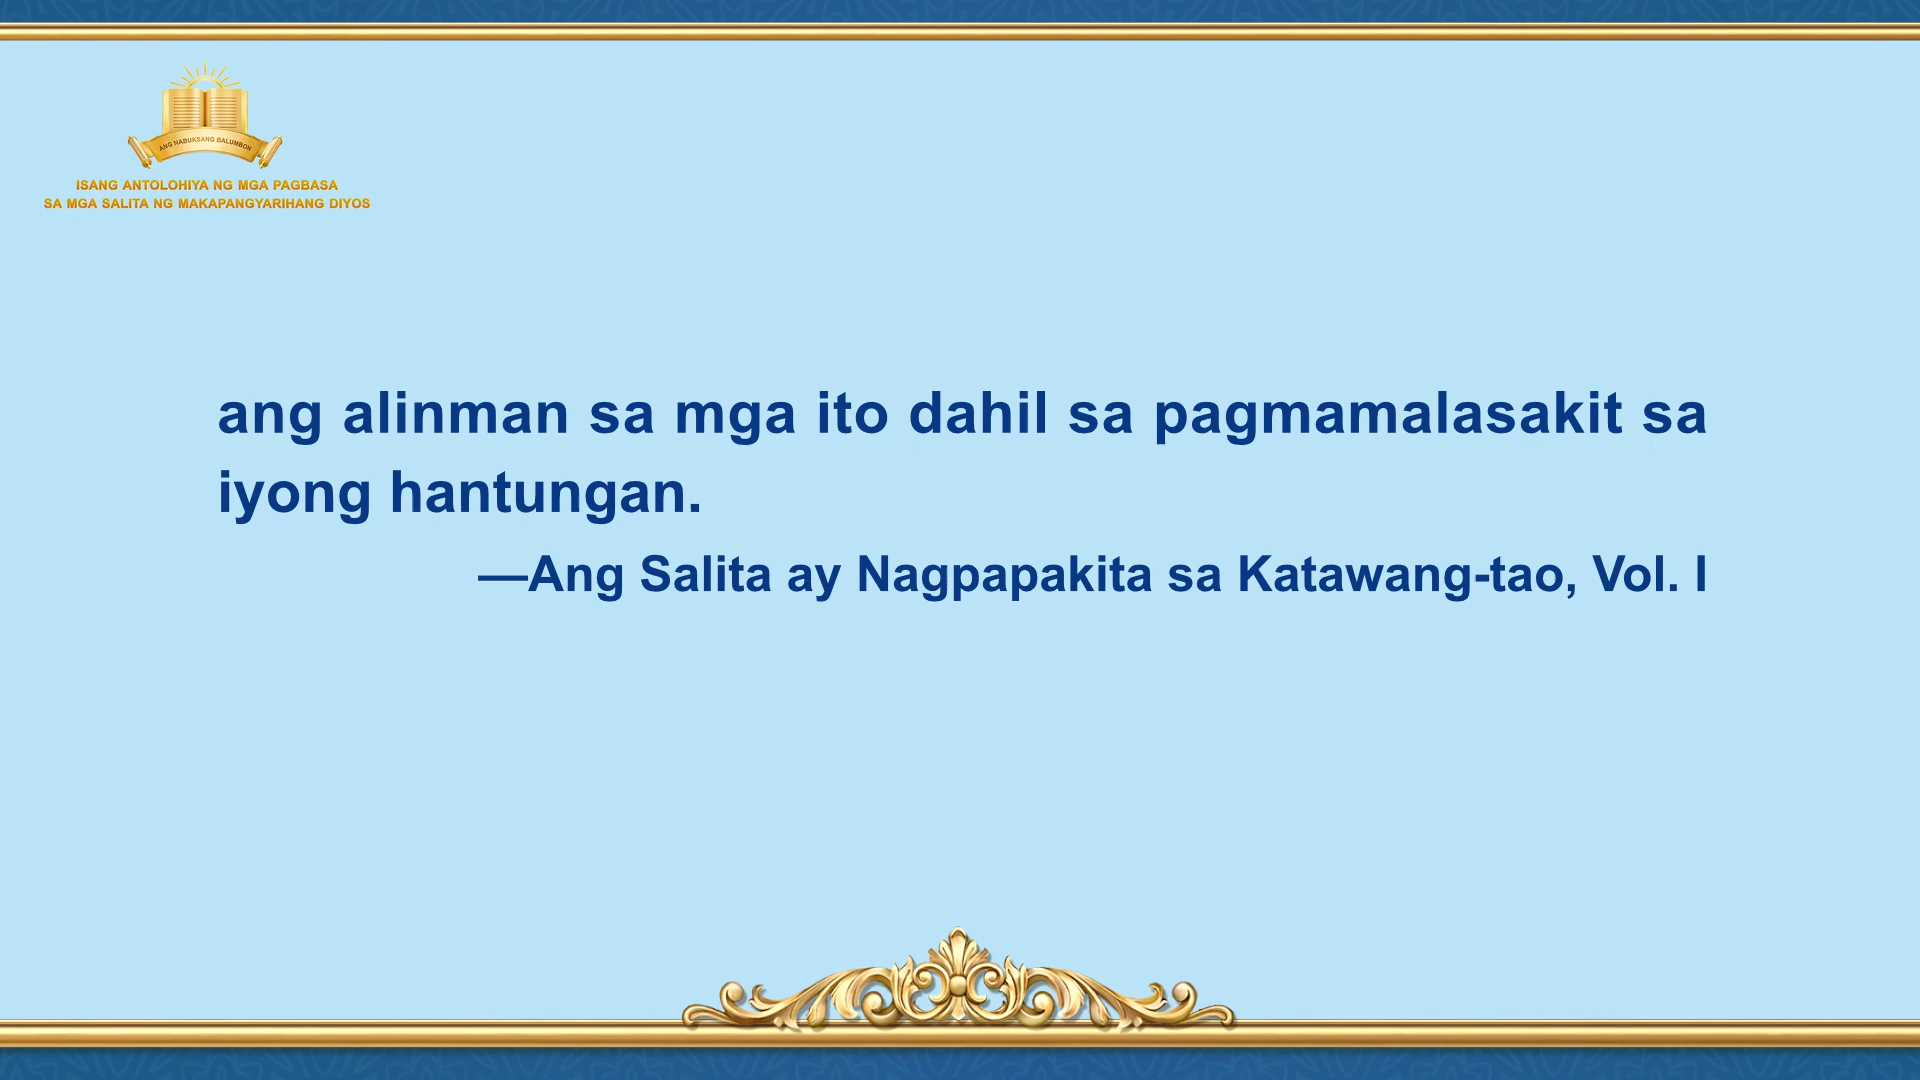 ANG NABUKSANG BALUMBON
ISANG ANTOLOHIYA NG MGA PAGBASA
SA MGA SALITA NG MAKAPANGYARIHANG DIYOS
ang alinman sa mga ito dahil sa pagmamalasakit sa
iyong hantungan.
—Ang Salita ay Nagpapakita sa Katawang-tao, Vol. I